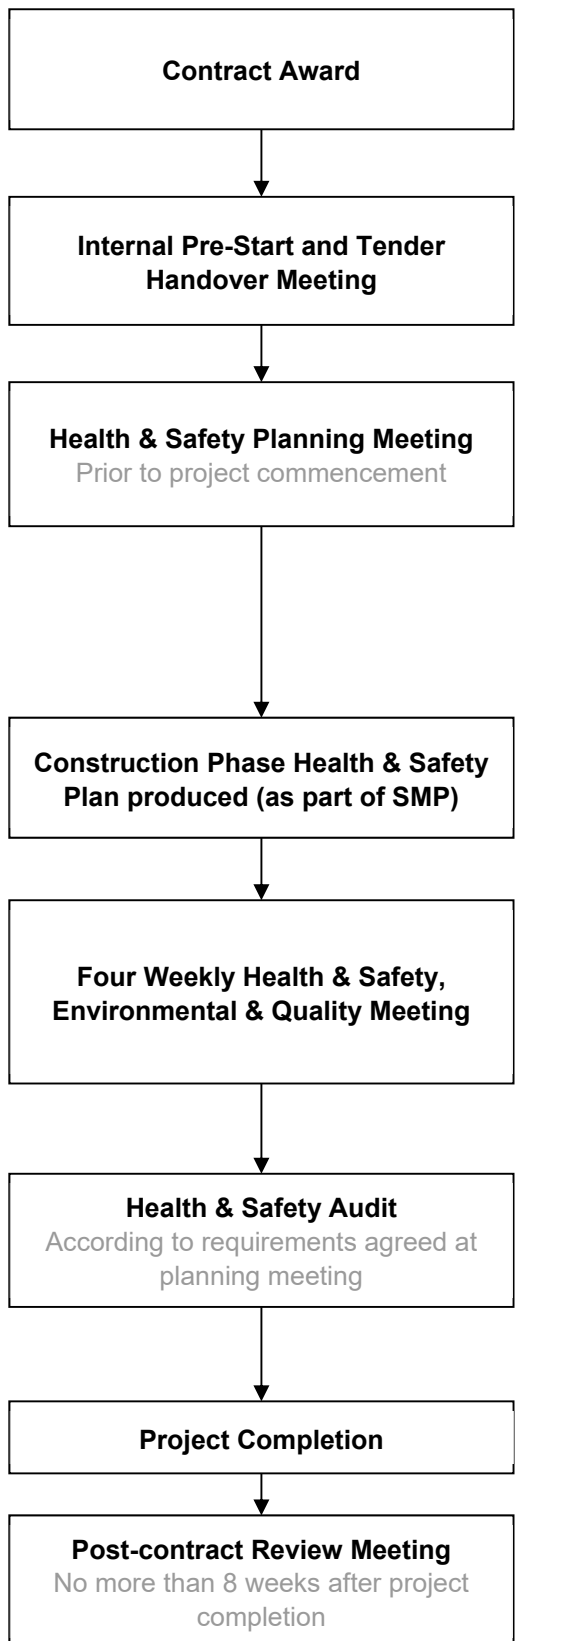 Contract Award
Internal Pre-Start and Tender
Handover Meeting
Health & Safety Planning Meeting
Prior to project commencement
Construction Phase Health & Safety
Plan produced (as part of SMP)
Four Weekly Health & Safety,
Environmental & Quality Meeting
Health & Safety Audit
According to requirements agreed at
planning meeting
Project Completion
Post-contract Review Meeting
No more than 8 weeks after project
completion